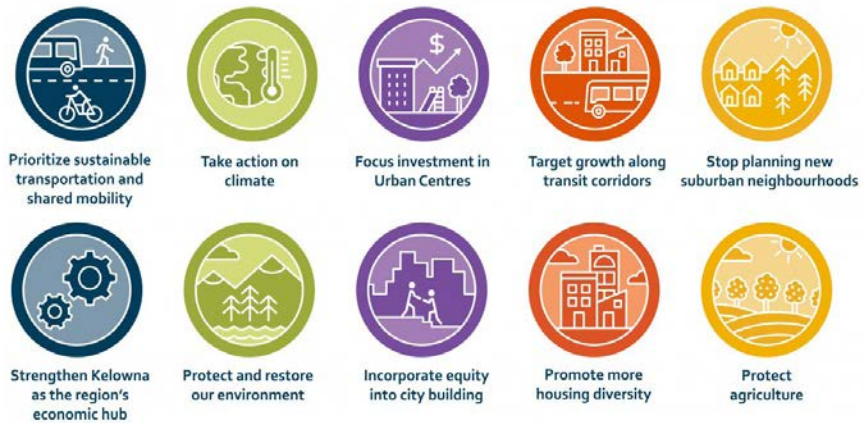 $
Prioritize sustainable
transportation and
shared mobility
Take action on
climate
Focus investment in
Urban Centres
Target growth along
transit corridors
Stop planning new
suburban neighbourhoods
Strengthen Kelowna
as the region's
economic hub
Protect and restore
our environment
Incorporate equity
into city building
Promote more
housing diversity
Protect
agriculture